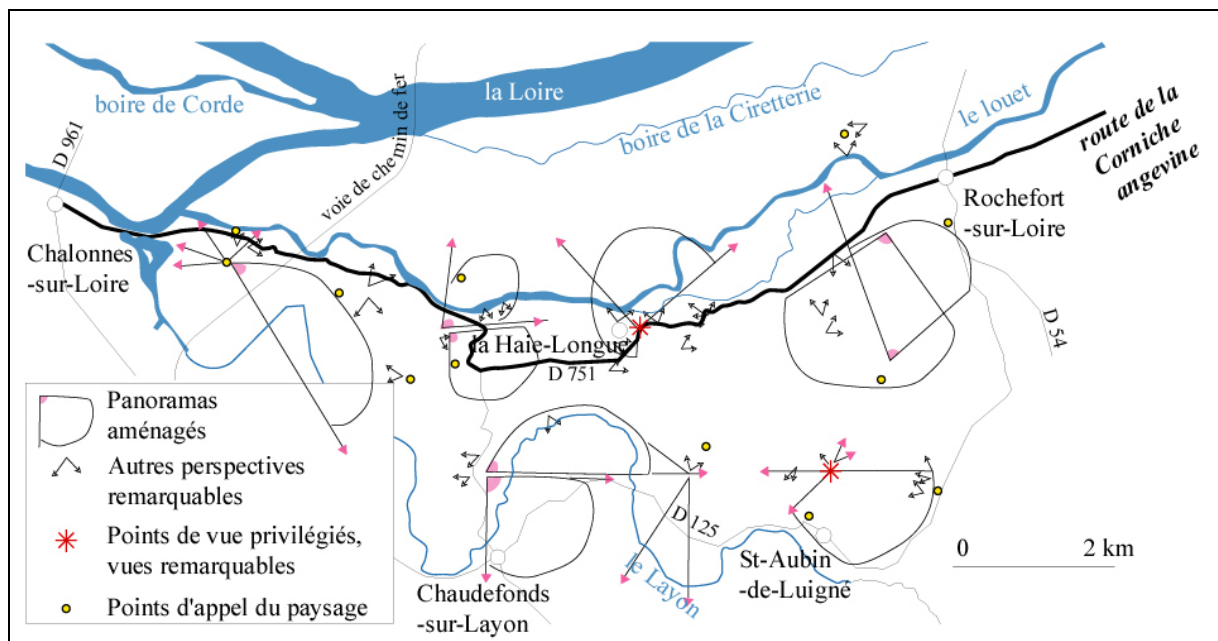 boire de Corde
la Loire
D 961
voie de chemin de fer
boire de la Ciretterie
le louet
route de la
Corniche
angevine
Rochefort
-sur-Loire
Chalonnes
-sur-Loire
la Haie-Longue
D 751
D 54
Panoramas
aménagés
Autres perspectives
remarquables
Points de vue privilégiés,
vues remarquables
Points d'appel du paysage
D 125
le Layon
Chaudefonds
-sur-Layon
St-Aubin
-de-Luigné
0 2 km